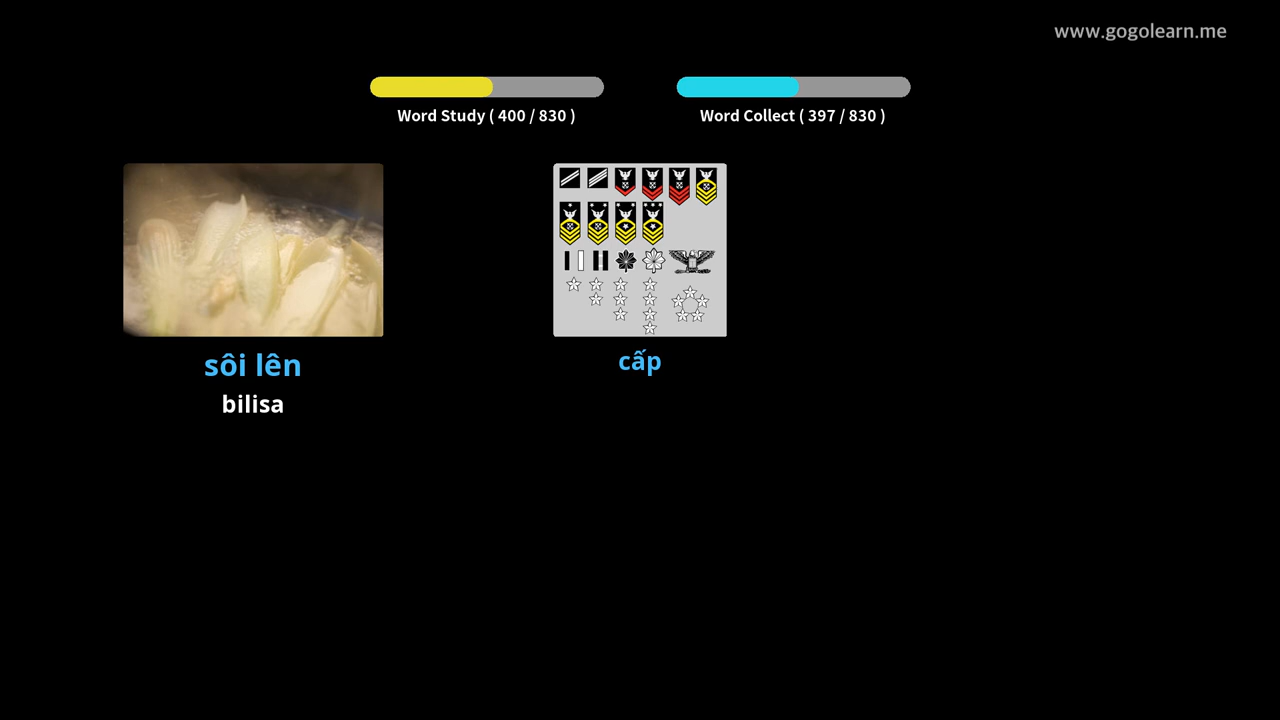 www.gogolearn.me
Word Study ( 400 / 830 )
Word Collect ( 397 / 830 )
sôi lên
bilisa
cấp